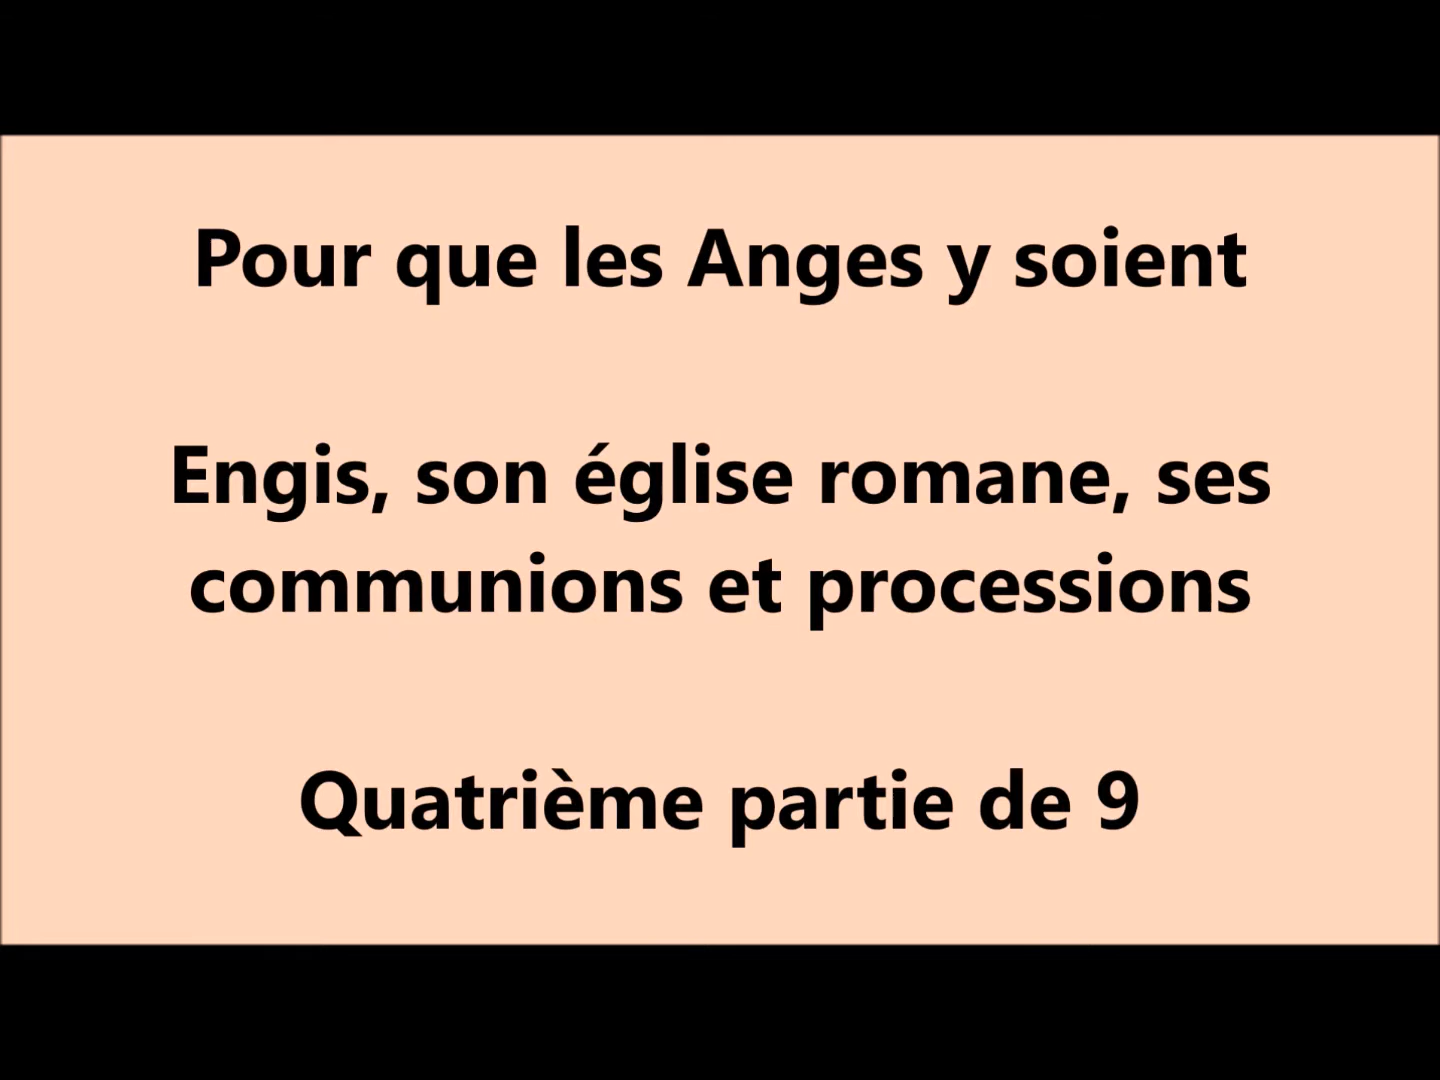 Pour que les Anges y soient
Engis, son église romane, ses
communions et processions
Quatrième partie de 9